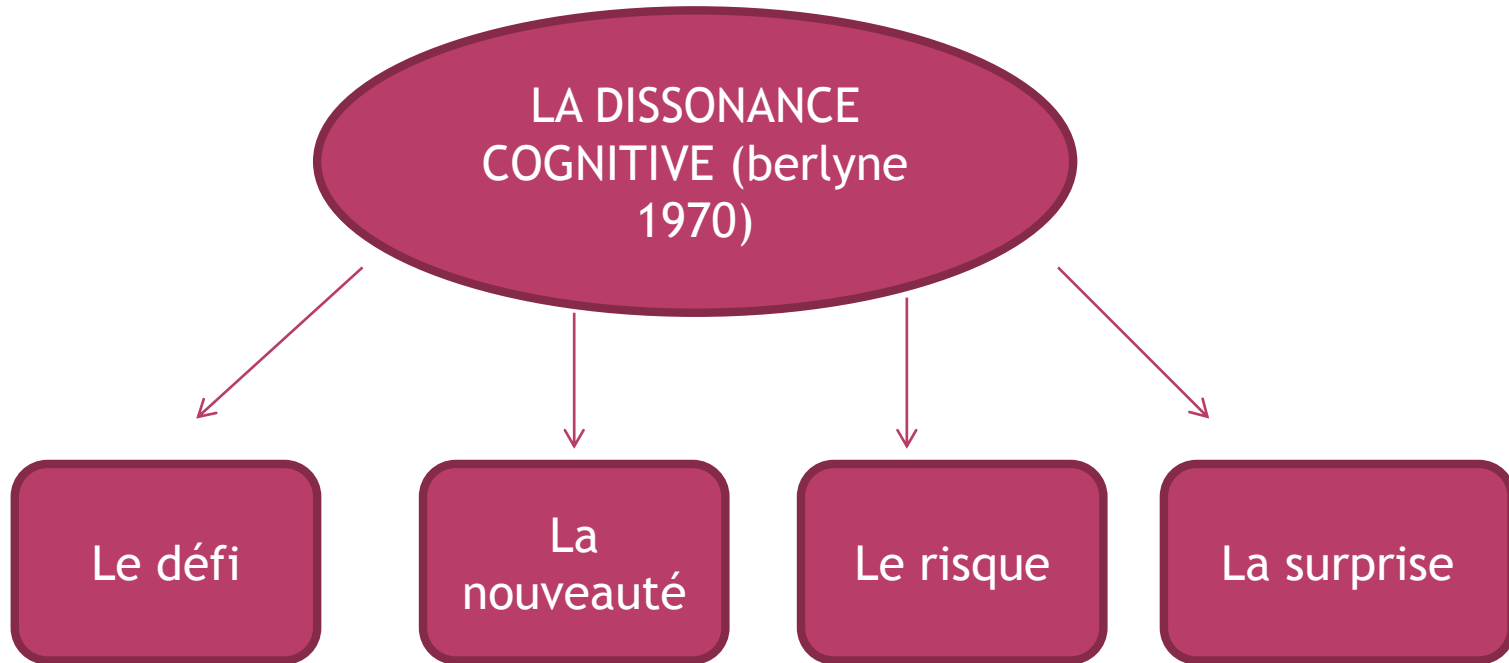 LA DISSONANCE
COGNITIVE (berlyne
1970)
Le défi
La
nouveauté
Le risque
La surprise